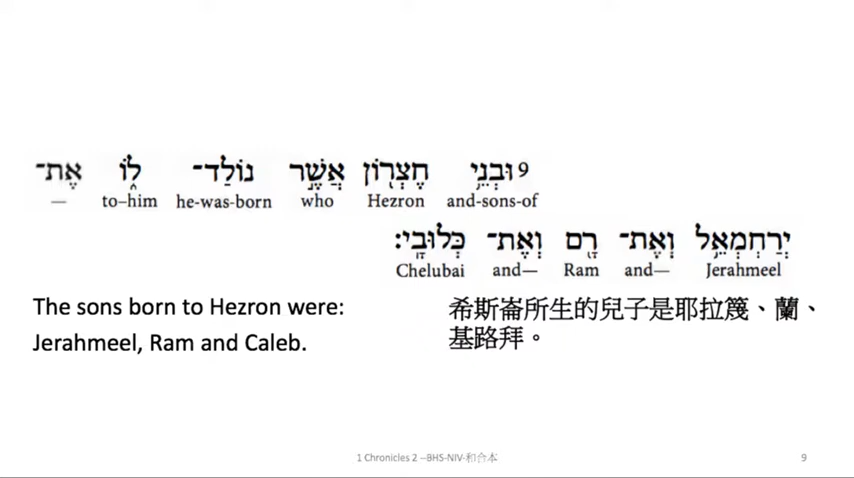 9 וּבְנֵ֥י חֶצְר֖וֹן אֲשֶׁ֣ר נוֹלַד־ ל֑וֹ אֶת־
and-sons-of Hezron who he-was-born to–him —
יְרַחְמְאֵ֥ל וְאֶת־ רָ֖ם וְאֶת־ כְּלוּבָֽי׃
Jerahmeel and— Ram and— Chelubai
The sons born to Hezron were:
Jerahmeel, Ram and Caleb.
希斯崙所生的兒子是耶拉篾、蘭、
基路拜。
1 Chronicles 2 --BHS-NIV-和合本
9